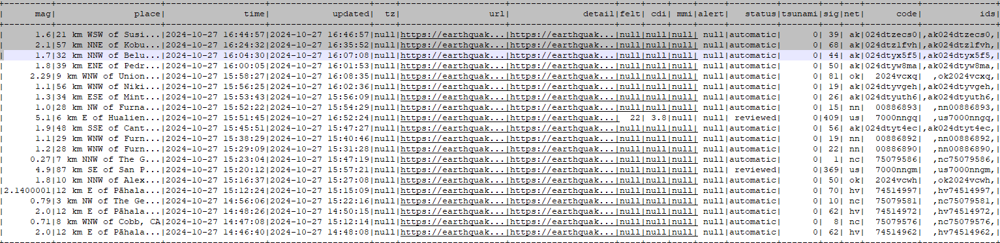 | mag| place| time| updated| tz| url| detail|felt| cdi| mmi|alert| status|tsunami|sig|net| code| ids|
| 1.6|21 km WSW of Susi...|2024-10-27 16:44:57|2024-10-27 16:46:57|null|https://earthquak...|https://earthquak...|null|null|null| null|automatic| 0| 39| ak|024dtzecs0|,ak024dtzecs0,|
| 2.1|57 km NNE of Kobu...|2024-10-27 16:24:32|2024-10-27 16:35:52|null|https://earthquak...|https://earthquak...|null|null|null| null|automatic| 0| 68| ak|024dtzlfvh|,ak024dtzlfvh,|
| 1.7|32 km NNW of Belu...|2024-10-27 16:04:30|2024-10-27 16:07:08|null|https://earthquak...|https://earthquak...|null|null|null| null|automatic| 0| 44| ak|024dtyx5f5|,ak024dtyx5f5,|
| 1.8|39 km ENE of Pedr...|2024-10-27 16:00:05|2024-10-27 16:01:53|null|https://earthquak...|https://earthquak...|null|null|null| null|automatic| 0| 50| ak|024dtyw8ma|,ak024dtyw8ma,|
| 2.29|9 km WNW of Union...|2024-10-27 15:58:27|2024-10-27 16:08:35|null|https://earthquak...|https://earthquak...|null|null|null| null|automatic| 0| 81| ok| 2024vcxq| ,ok2024vcxq,|
| 1.1|56 km WNW of Niki...|2024-10-27 15:56:25|2024-10-27 16:02:36|null|https://earthquak...|https://earthquak...|null|null|null| null|automatic| 0| 19| ak|024dtyvgeh|,ak024dtyvgeh,|
| 1.3|34 km ESE of Mint...|2024-10-27 15:53:43|2024-10-27 15:56:09|null|https://earthquak...|https://earthquak...|null|null|null| null|automatic| 0| 26| ak|024dtyuth6|,ak024dtyuth6,|
| 1.0|28 km NW of Furna...|2024-10-27 15:52:22|2024-10-27 15:54:29|null|https://earthquak...|https://earthquak...|null|null|null| null|automatic| 0| 15| nn| 00886893| ,nn00886893,|
| 5.1|6 km E of Hualien...|2024-10-27 15:51:45|2024-10-27 16:52:24|null|https://earthquak...|https://earthquak...| 22| 3.8|null| null| reviewed| 0|409| us| 7000nngq| ,us7000nngq,|
| 1.9|48 km SSE of Cant...|2024-10-27 15:45:51|2024-10-27 15:47:27|null|https://earthquak...|https://earthquak...|null|null|null| null|automatic| 0| 56| ak|024dtyt4ec|,ak024dtyt4ec,|
| 1.1|29 km WNW of Furn...|2024-10-27 15:38:29|2024-10-27 15:40:46|null|https://earthquak...|https://earthquak...|null|null|null| null|automatic| 0| 19| nn| 00886892| ,nn00886892,|
| 1.2|28 km WNW of Furn...|2024-10-27 15:29:09|2024-10-27 15:31:28|null|https://earthquak...|https://earthquak...|null|null|null| null|automatic| 0| 22| nn| 00886890| ,nn00886890,|
| 0.27|7 km NNW of The G...|2024-10-27 15:23:04|2024-10-27 15:47:19|null|https://earthquak...|https://earthquak...|null|null|null| null|automatic| 0| 1| nc| 75079586| ,nc75079586,|
| 4.9|87 km SE of San P...|2024-10-27 15:20:12|2024-10-27 15:57:21|null|https://earthquak...|https://earthquak...|null|null|null| null| reviewed| 0|369| us| 7000nngm| ,us7000nngm,|
| 1.8|10 km NNW of Alex...|2024-10-27 15:16:37|2024-10-27 15:27:08|null|https://earthquak...|https://earthquak...|null|null|null| null|automatic| 0| 50| ok| 2024vcwh| ,ok2024vcwh,|
|2.1400001|12 km E of Pāhala...|2024-10-27 15:12:24|2024-10-27 15:15:09|null|https://earthquak...|https://earthquak...|null|null|null| null|automatic| 0| 70| hv| 74514997| ,hv74514997,|
| 0.79|3 km NW of The Ge...|2024-10-27 14:56:06|2024-10-27 15:22:16|null|https://earthquak...|https://earthquak...|null|null|null| null|automatic| 0| 10| nc| 75079581| ,nc75079581,|
| 2.0|12 km E of Pāhala...|2024-10-27 14:48:26|2024-10-27 14:50:15|null|https://earthquak...|https://earthquak...|null|null|null| null|automatic| 0| 62| hv| 74514972| ,hv74514972,|
| 0.71|8 km WNW of Cobb, CA|2024-10-27 14:47:08|2024-10-27 15:12:14|null|https://earthquak...|https://earthquak...|null|null|null| null|automatic| 0| 8| nc| 75079576| ,nc75079576,|
| 2.0|12 km E of Pāhala...|2024-10-27 14:46:40|2024-10-27 14:48:08|null|https://earthquak...|https://earthquak...|null|null|null| null|automatic| 0| 62| hv| 74514962| ,hv74514962,|